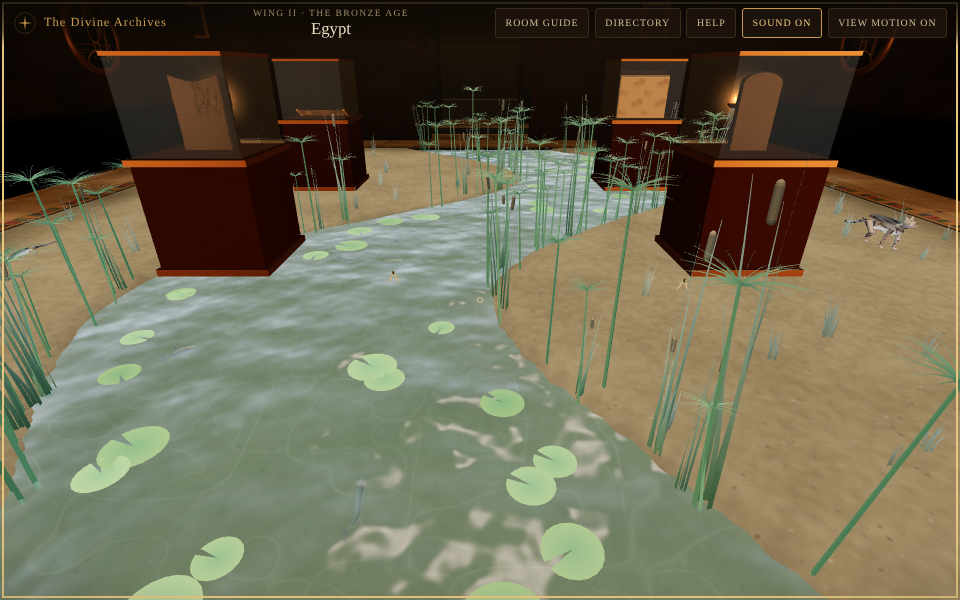 The Divine Archives
WING II · THE BRONZE AGE
Egypt
ROOM GUIDE
DIRECTORY
HELP
SOUND ON
VIEW MOTION ON